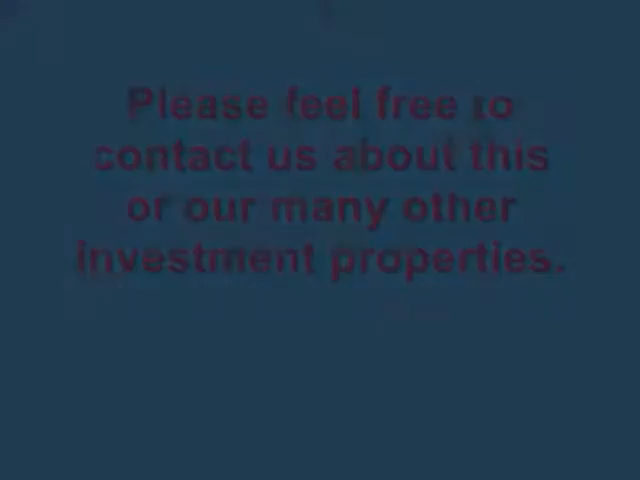 Please feel free to
contact us about this
or our many other
investment properties.